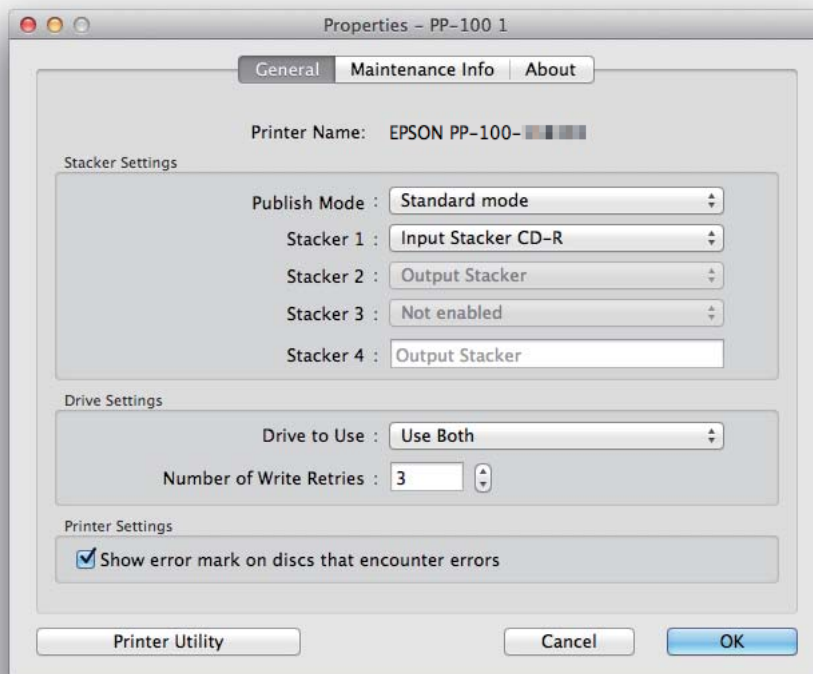 Properties – PP-100 1
General Maintenance Info About
Printer Name: EPSON PP-100-
Stacker Settings
Publish Mode : Standard mode
Stacker 1 : Input Stacker CD-R
Stacker 2 : Output Stacker
Stacker 3 : Not enabled
Stacker 4 : Output Stacker
Drive Settings
Drive to Use : Use Both
Number of Write Retries : 3
Printer Settings
Show error mark on discs that encounter errors
Printer Utility Cancel OK